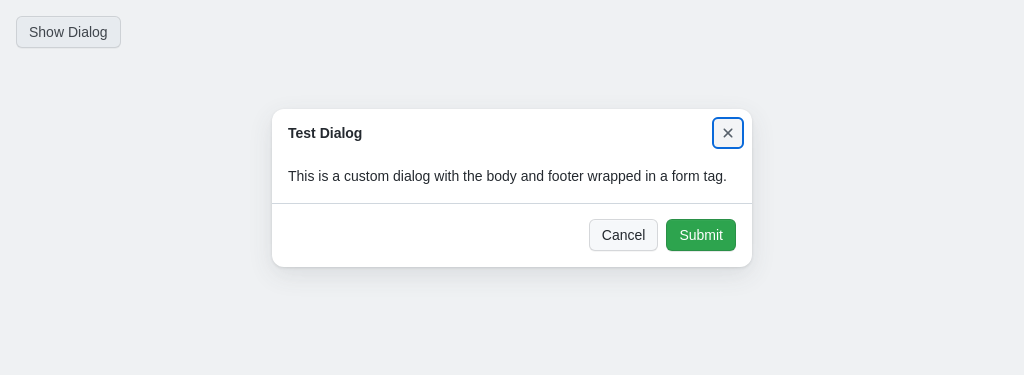 Show Dialog
Test Dialog
This is a custom dialog with the body and footer wrapped in a form tag.
Cancel Submit